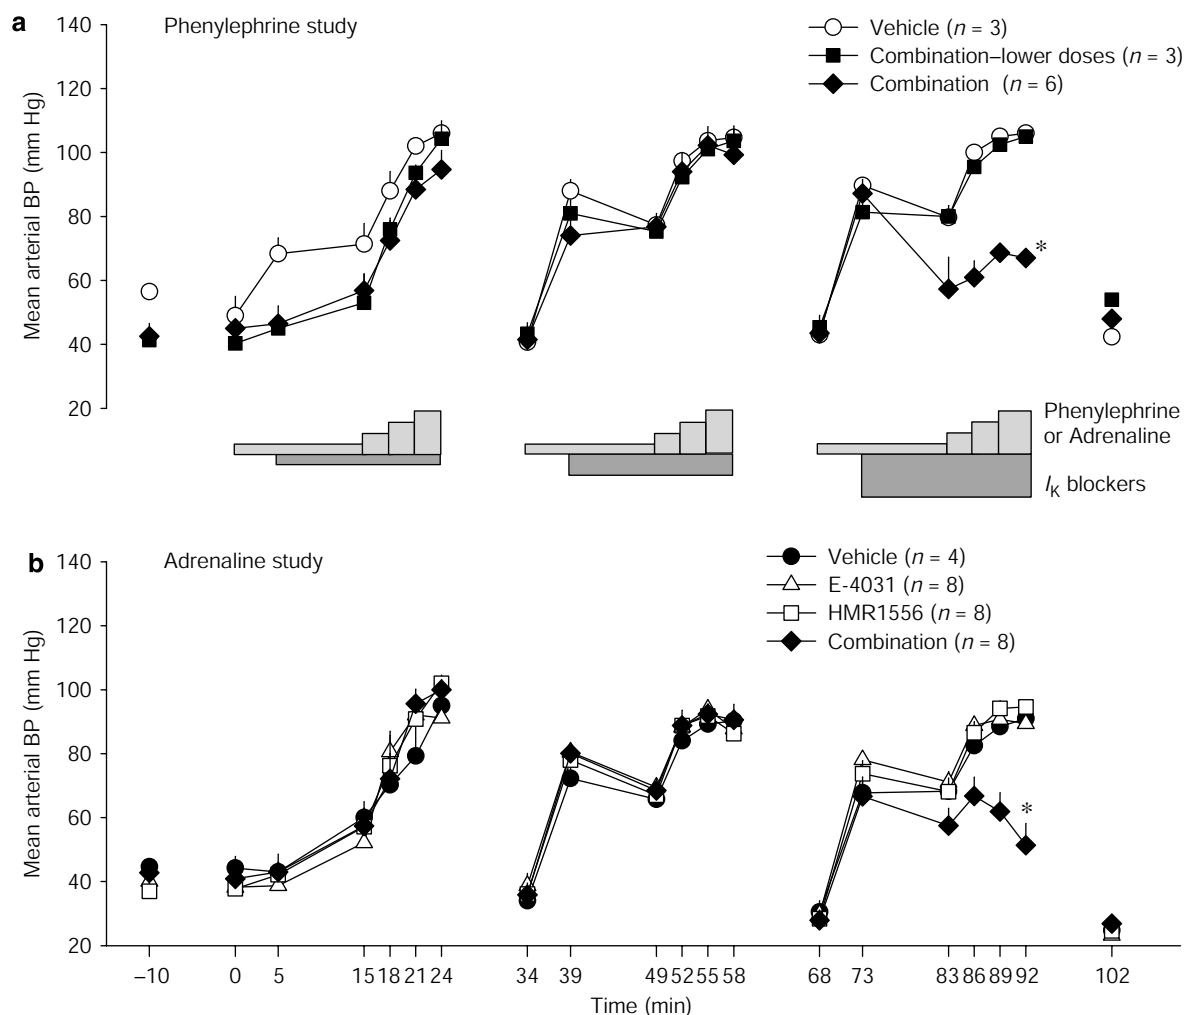 a
Phenylephrine study
Vehicle (n = 3)
Combination–lower doses (n = 3)
Combination (n = 6)
Mean arterial BP (mm Hg)
140
120
100
80
60
40
20
*
Phenylephrine
or Adrenaline
IK blockers
b
Adrenaline study
Vehicle (n = 4)
E-4031 (n = 8)
HMR1556 (n = 8)
Combination (n = 8)
Mean arterial BP (mm Hg)
140
120
100
80
60
40
20
*
–10 0 5 15 18 21 24 34 39 49 52 55 58 68 73 83 86 89 92 102
Time (min)